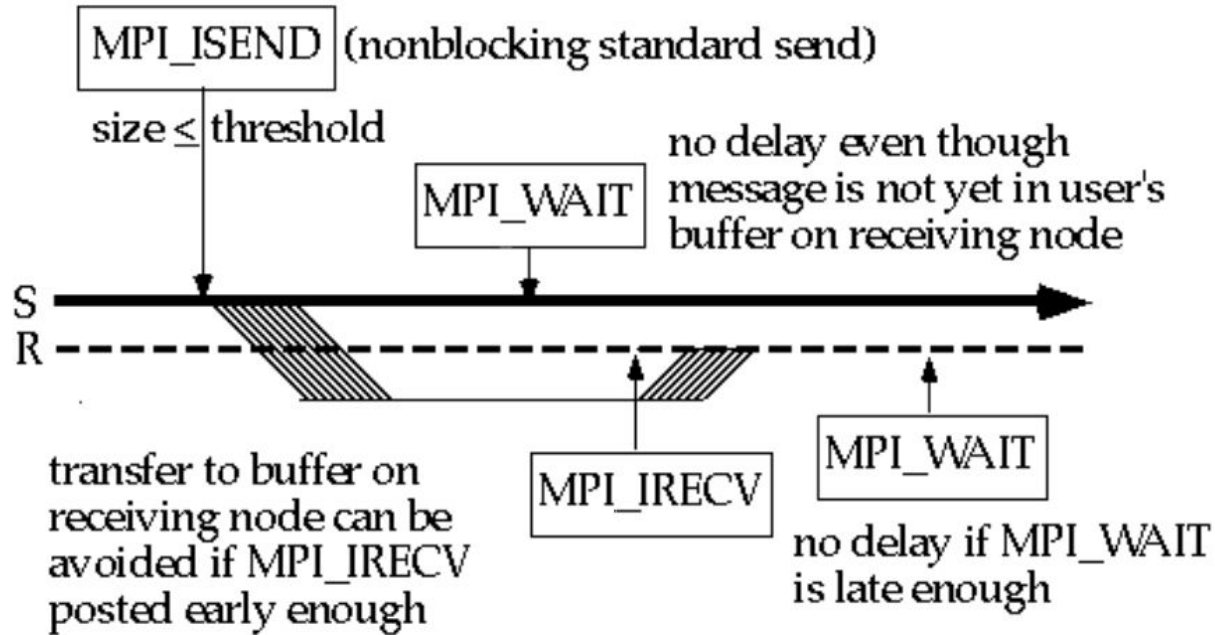 MPI_ISEND (nonblocking standard send)
size ≤ threshold
MPI_WAIT
no delay even though
message is not yet in user's
buffer on receiving node
S
R
transfer to buffer on
receiving node can be
avoided if MPI_IRECV
posted early enough
MPI_IRECV
MPI_WAIT
no delay if MPI_WAIT
is late enough